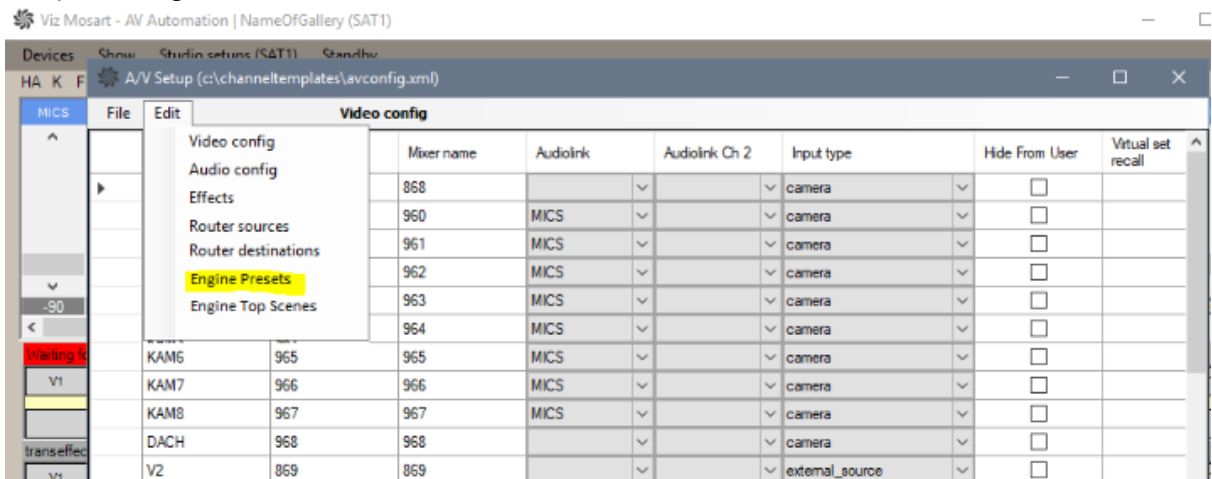 Viz Mosart - AV Automation | NameOfGallery (SAT1)
Devices Show Studio setups (SAT1) Standby
HA K F
A/V Setup (c:\channeltemplates\avconfig.xml)
MICS File Edit Video config
Video config
Audio config
Effects
Router sources
Router destinations
Engine Presets
Engine Top Scenes
Mixer name Audiolink Audiolink Ch 2 Input type Hide From User Virtual set recall
868 camera
960 MICS camera
961 MICS camera
962 MICS camera
963 MICS camera
964 MICS camera
-90
Waiting
KAM6 965 965 MICS camera
V1 KAM7 966 966 MICS camera
KAM8 967 967 MICS camera
DACH 968 968 camera
transeffec
V1 V2 869 869 external_source